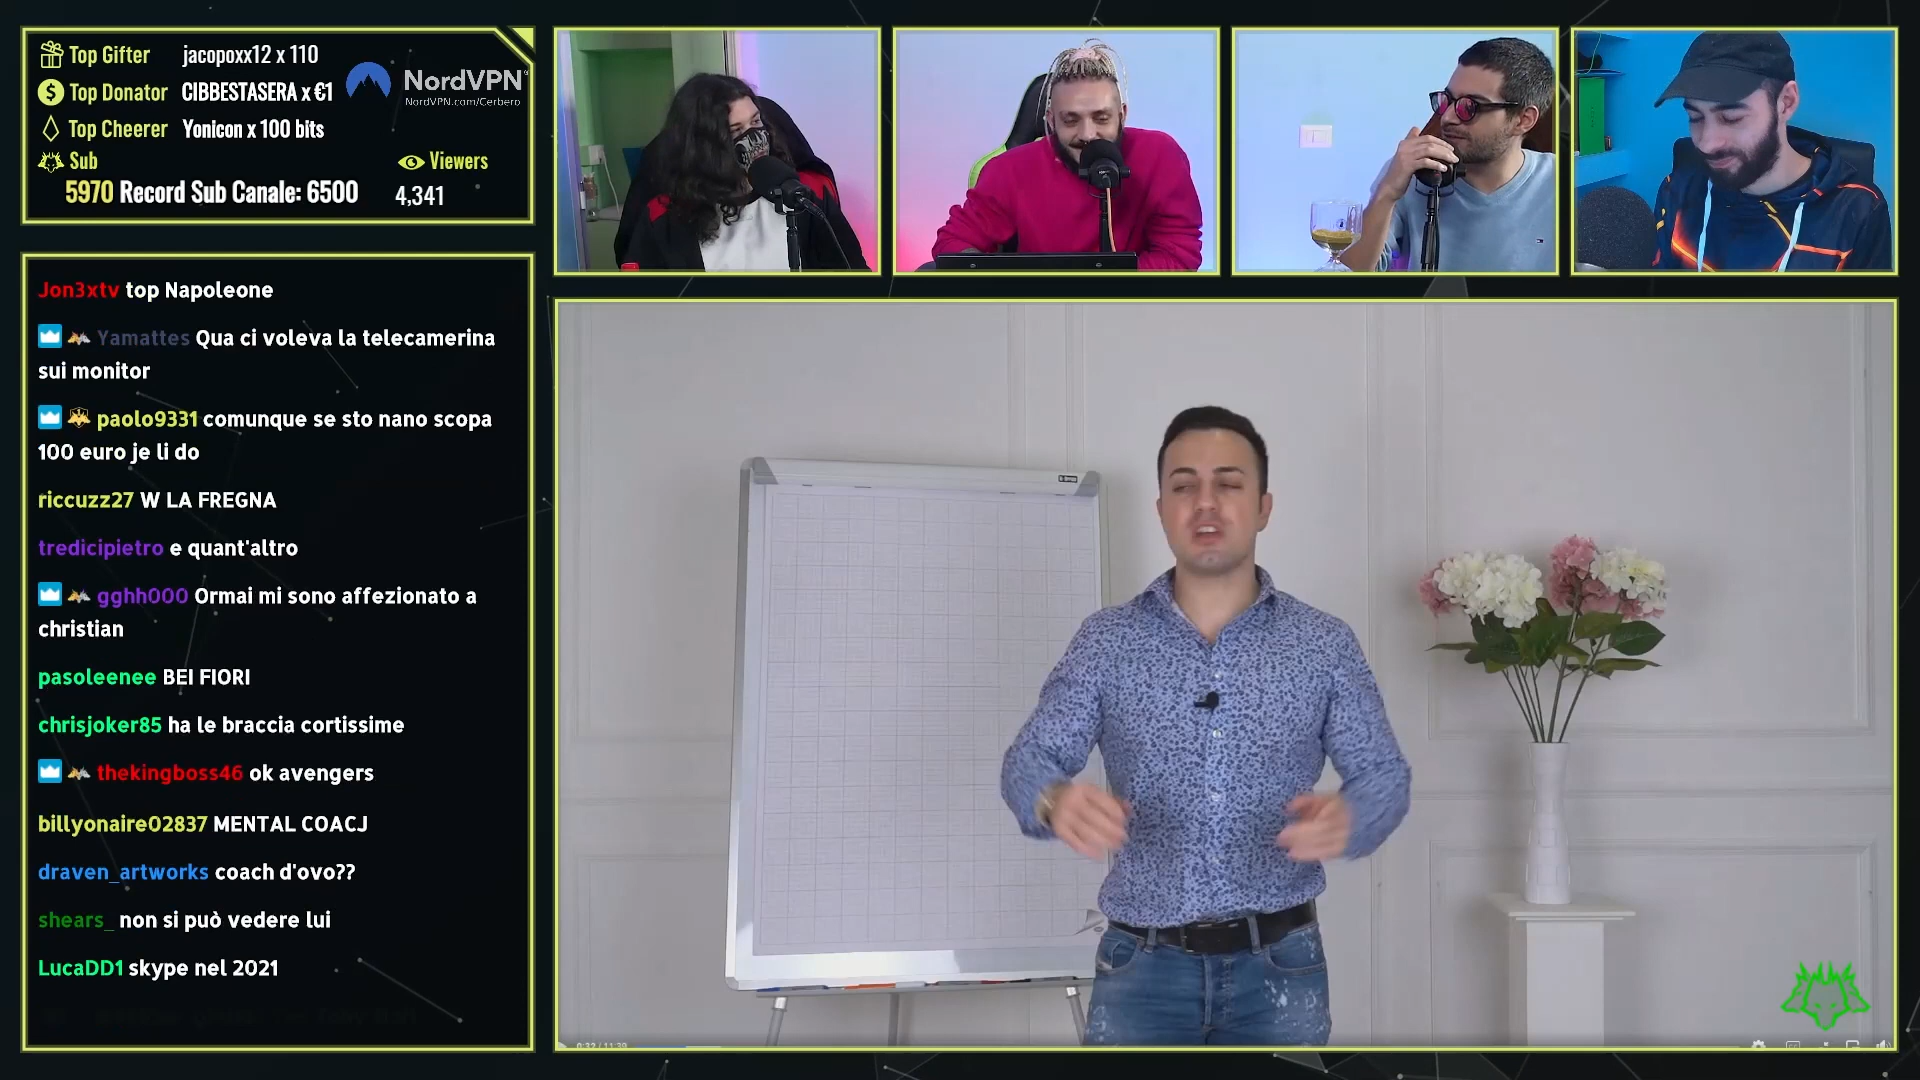 Top Gifter jacopoxx12 x 110
Top Donator CIBBESTASERA x €1
NordVPN
NordVPN.com/Cerbero
Top Cheerer Yonicon x 100 bits
Sub Viewers
5970 Record Sub Canale: 6500 4,341
Jon3xtv top Napoleone
Yamattes Qua ci voleva la telecamerina
sui monitor
paolo9331 comunque se sto nano scopa
100 euro je li do
riccuzz27 W LA FREGNA
tredicipietro e quant'altro
gghh000 Ormai mi sono affezionato a
christian
pasoleenee BEI FIORI
chrisjoker85 ha le braccia cortissime
thekingboss46 ok avengers
billyonaire02837 MENTAL COACJ
draven_artworks coach d'ovo??
shears_ non si può vedere lui
LucaDD1 skype nel 2021
0:32 / 11:39